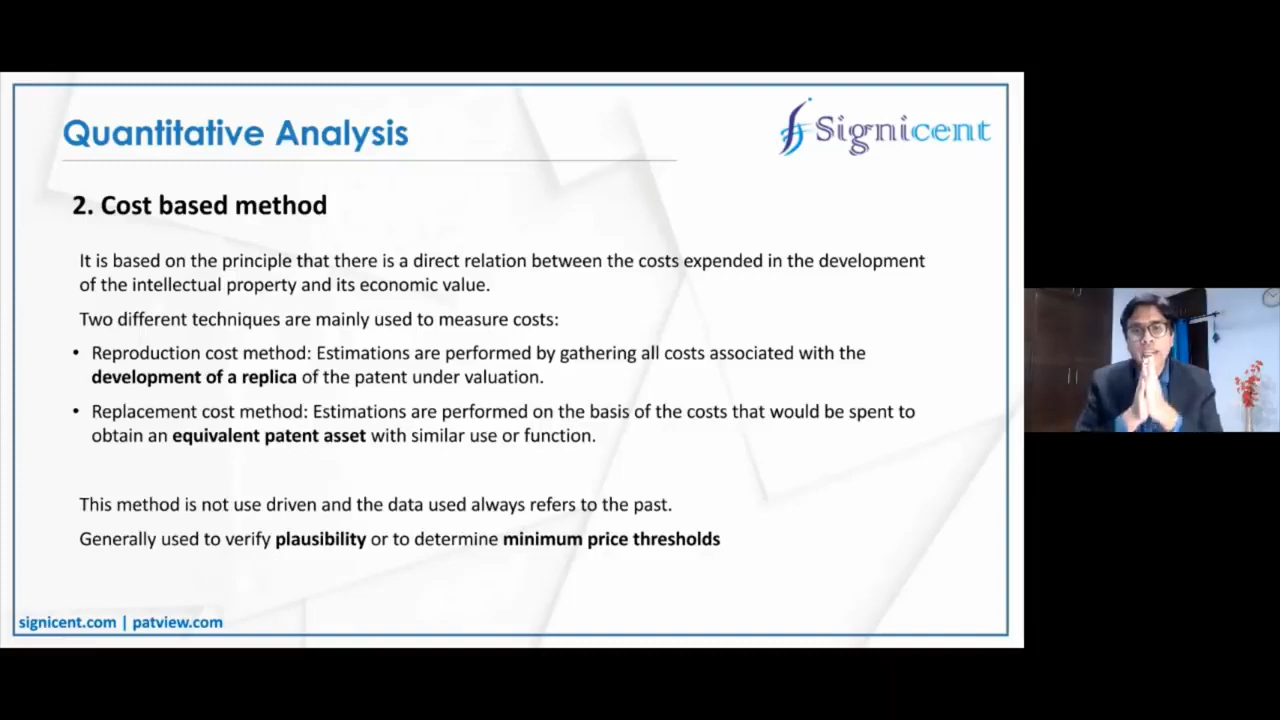 Quantitative Analysis
Signicent
2. Cost based method
It is based on the principle that there is a direct relation between the costs expended in the development
of the intellectual property and its economic value.
Two different techniques are mainly used to measure costs:
• Reproduction cost method: Estimations are performed by gathering all costs associated with the
development of a replica of the patent under valuation.
• Replacement cost method: Estimations are performed on the basis of the costs that would be spent to
obtain an equivalent patent asset with similar use or function.
This method is not use driven and the data used always refers to the past.
Generally used to verify plausibility or to determine minimum price thresholds
signicent.com | patview.com